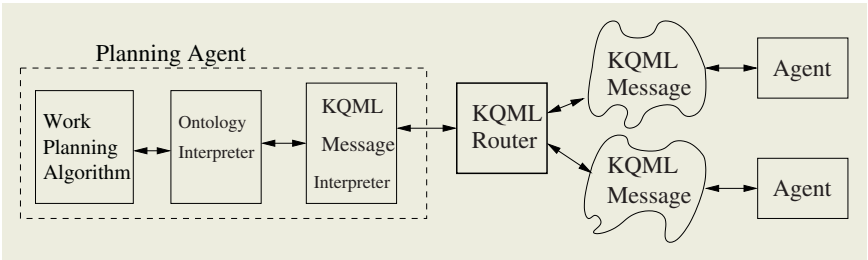 Planning Agent
Work
Planning
Algorithm
Ontology
Interpreter
KQML
Message
Interpreter
KQML
Router
KQML
Message
Agent
KQML
Message
Agent